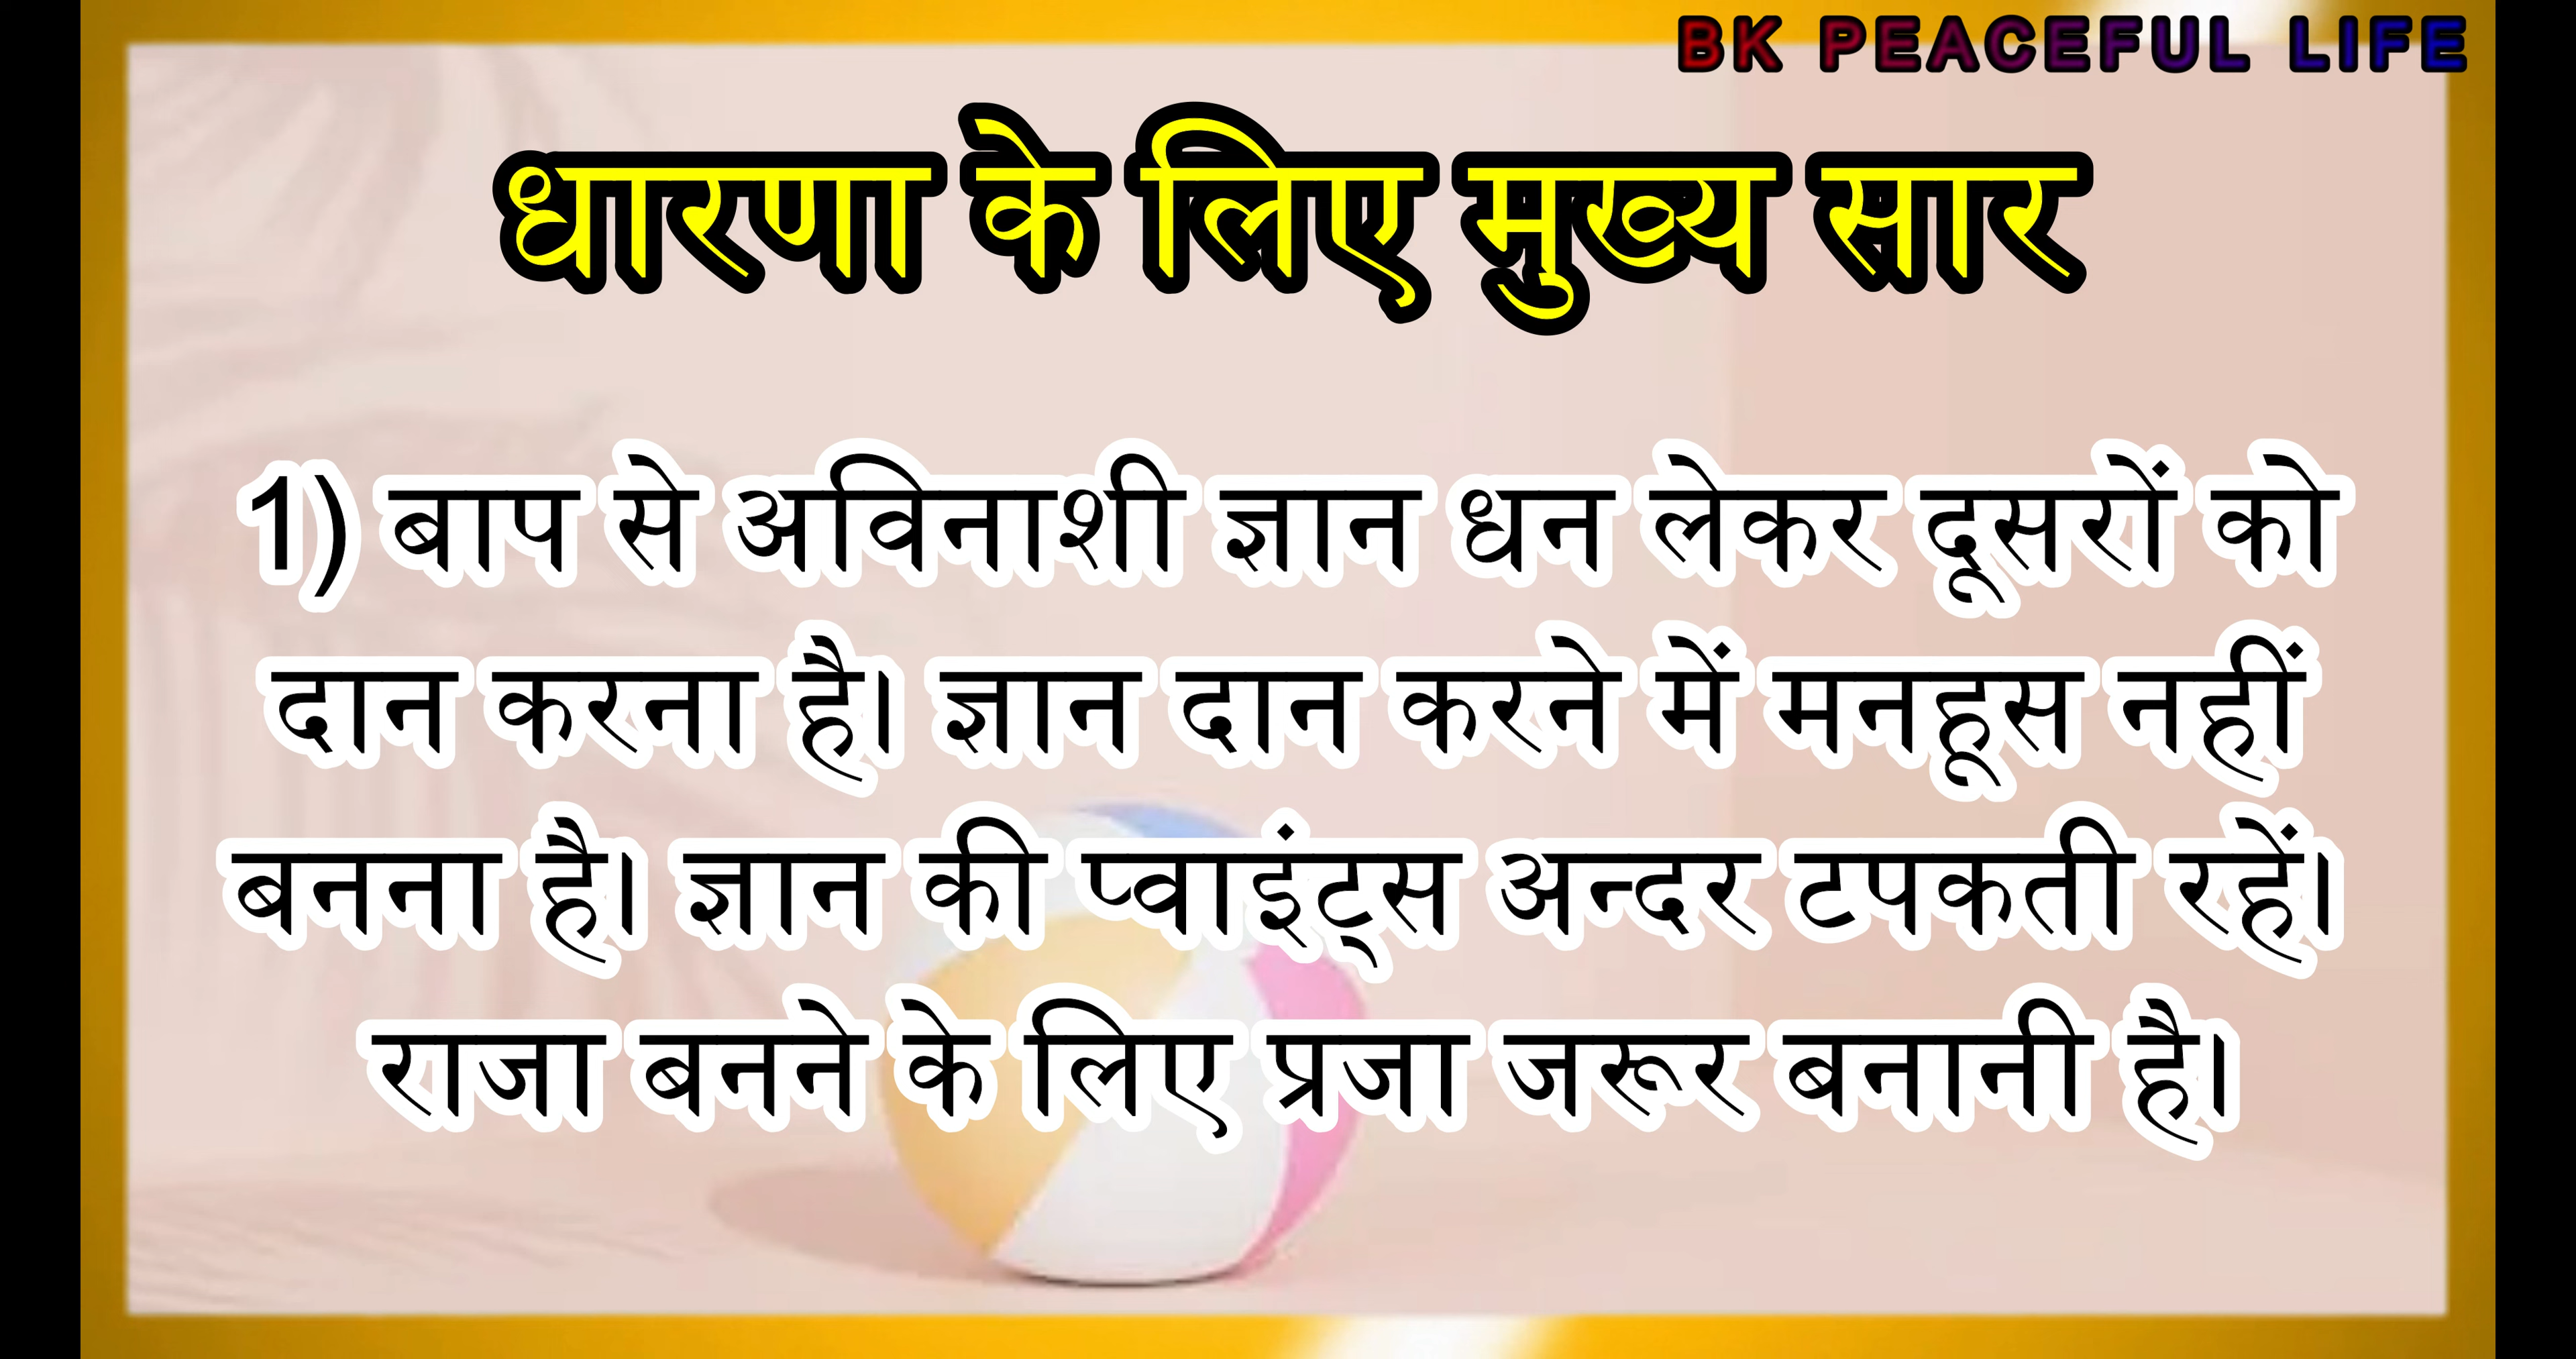 BK PEACEFUL LIFE
धारणा के लिए मुख्य सार
1) बाप से अविनाशी ज्ञान धन लेकर दूसरों को
दान करना है। ज्ञान दान करने में मनहूस नहीं
बनना है। ज्ञान की प्वाइंट्स अन्दर टपकती रहें।
राजा बनने के लिए प्रजा जरूर बनानी है।